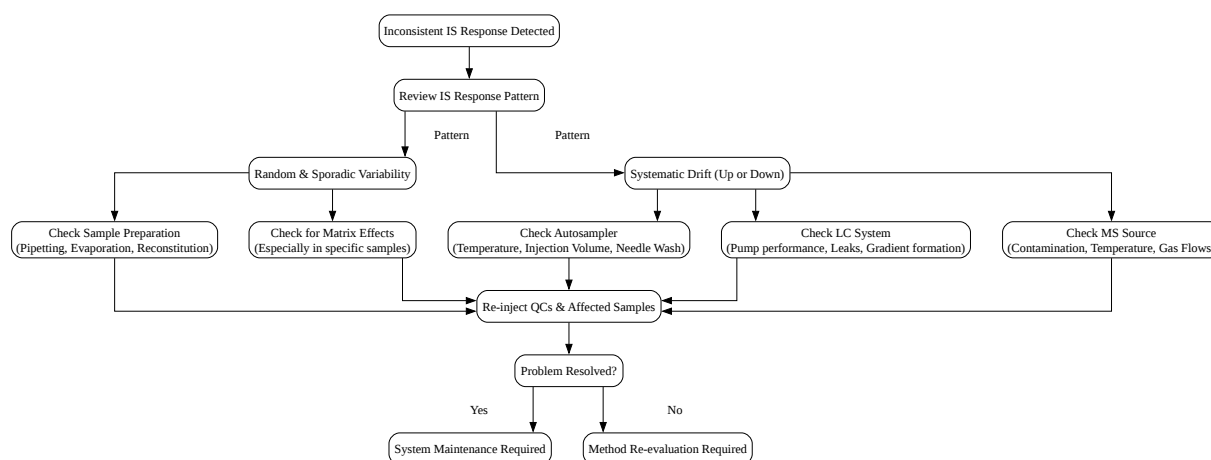 Inconsistent IS Response Detected
Review IS Response Pattern
Pattern
Pattern
Random & Sporadic Variability
Systematic Drift (Up or Down)
Check Sample Preparation
(Pipetting, Evaporation, Reconstitution)
Check for Matrix Effects
(Especially in specific samples)
Check Autosampler
(Temperature, Injection Volume, Needle Wash)
Check LC System
(Pump performance, Leaks, Gradient formation)
Check MS Source
(Contamination, Temperature, Gas Flows
Re-inject QCs & Affected Samples
Problem Resolved?
Yes
No
System Maintenance Required
Method Re-evaluation Required